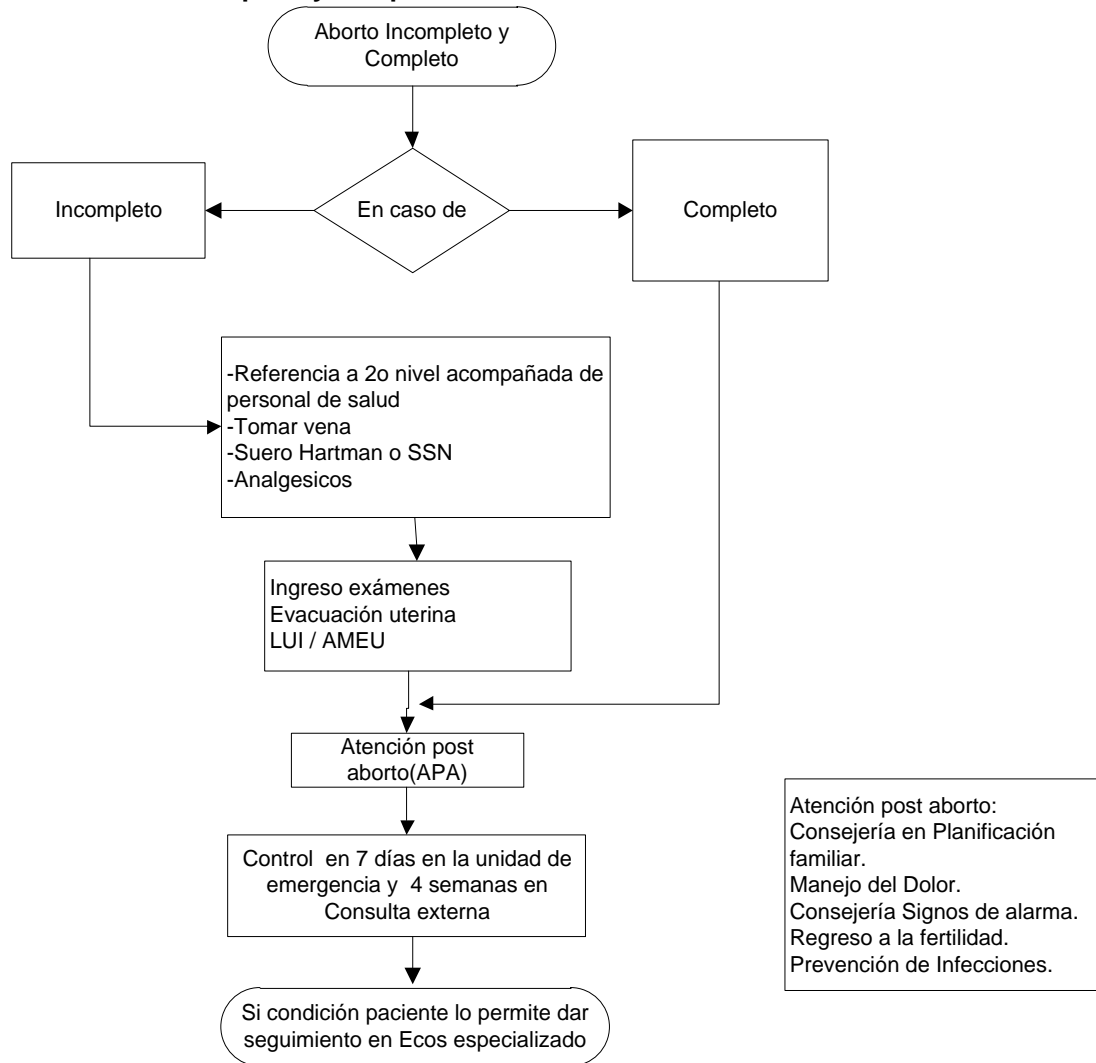 Aborto Incompleto y
Completo
En caso de
Incompleto
Completo
-Referencia a 2o nivel acompañada de
personal de salud
-Tomar vena
-Suero Hartman o SSN
-Analgesicos
Ingreso exámenes
Evacuación uterina
LUI / AMEU
Atención post
aborto(APA)
Control en 7 días en la unidad de
emergencia y 4 semanas en
Consulta externa
Si condición paciente lo permite dar
seguimiento en Ecos especializado
Atención post aborto:
Consejería en Planificación
familiar.
Manejo del Dolor.
Consejería Signos de alarma.
Regreso a la fertilidad.
Prevención de Infecciones.